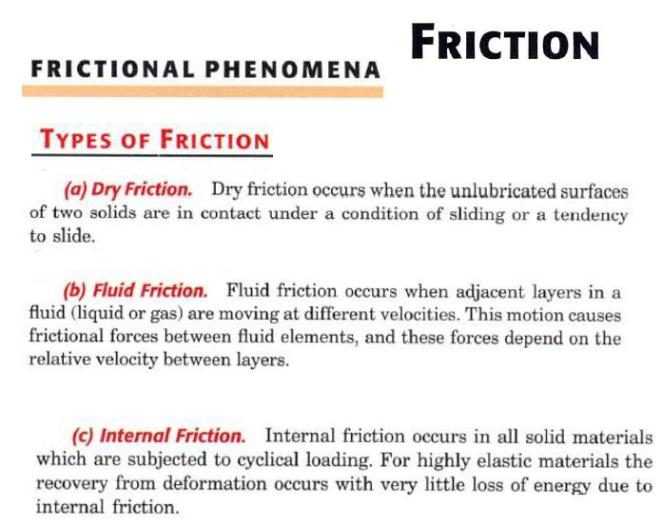 FRICTION
FRICTIONAL PHENOMENA
TYPES OF FRICTION
(a) Dry Friction. Dry friction occurs when the unlubricated surfaces
of two solids are in contact under a condition of sliding or a tendency
to slide.
(b) Fluid Friction. Fluid friction occurs when adjacent layers in a
fluid (liquid or gas) are moving at different velocities. This motion causes
frictional forces between fluid elements, and these forces depend on the
relative velocity between layers.
(c) Internal Friction. Internal friction occurs in all solid materials
which are subjected to cyclical loading. For highly elastic materials the
recovery from deformation occurs with very little loss of energy due to
internal friction.